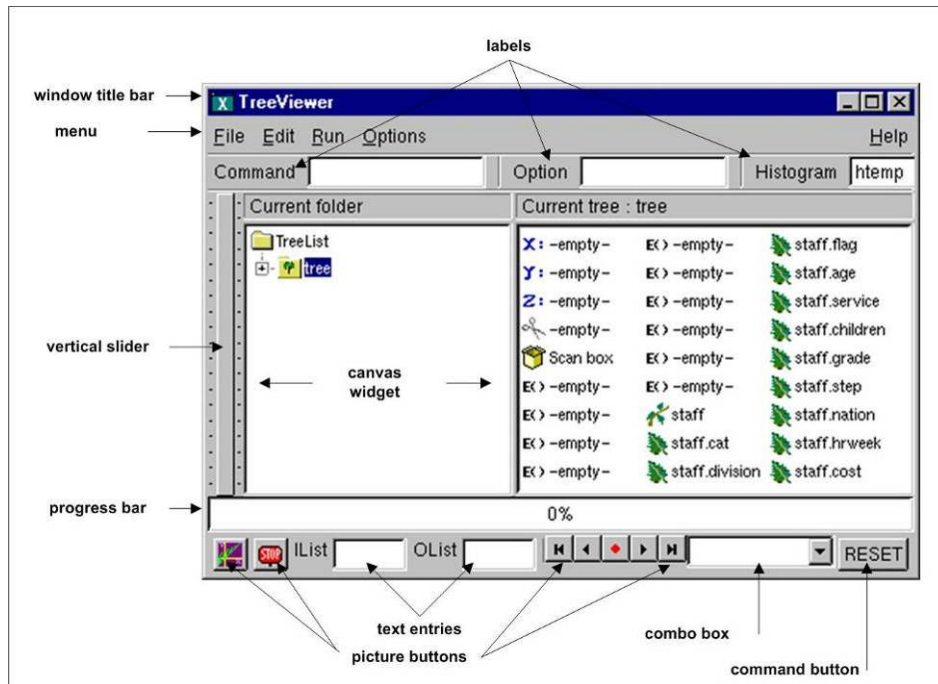 labels
window title bar
TreeViewer
menu
File Edit Run Options Help
Command Option Histogram htemp
Current folder Current tree : tree
TreeList
tree
X: -empty- E() -empty- staff.flag
Y: -empty- E() -empty- staff.age
Z: -empty- E() -empty- staff.service
-empty- E() -empty- staff.children
Scan box E() -empty- staff.grade
E() -empty- E() -empty- staff.step
E() -empty- staff staff.nation
E() -empty- staff.cat staff.hrweek
E() -empty- staff.division staff.cost
vertical slider
canvas
widget
progress bar
0%
STOP IList OList RESET
text entries
picture buttons
combo box
command button